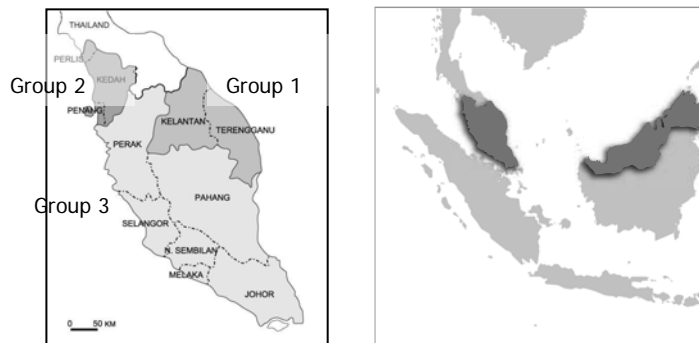 THAILAND
PERLIS
KEDAH
Group 2
Group 1
PENANG
KELANTAN
TERENGGANU
PERAK
PAHANG
Group 3
SELANGOR
N. SEMBILAN
MELAKA
JOHOR
0 50 KM